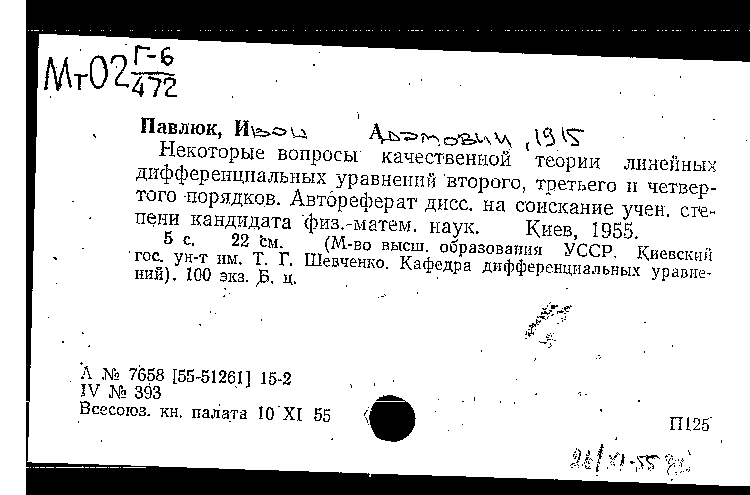 Мт02 Г-6/472
Павлюк, Иван Адамович, 1915
Некоторые вопросы качественной теории линейных
дифференциальных уравнений второго, третьего и четвер-
того порядков. Автореферат дисс. на соискание учен. сте-
пени кандидата физ.-матем. наук. Киев, 1955.
5 с. 22 см. (М-во высш. образования УССР. Киевский
гос. ун-т им. Т. Г. Шевченко. Кафедра дифференциальных уравне-
ний). 100 экз. Б. ц.
А № 7658 [55-51261] 15-2
IV № 393
Всесоюз. кн. палата 10 XI 55
П125
26/XI-55